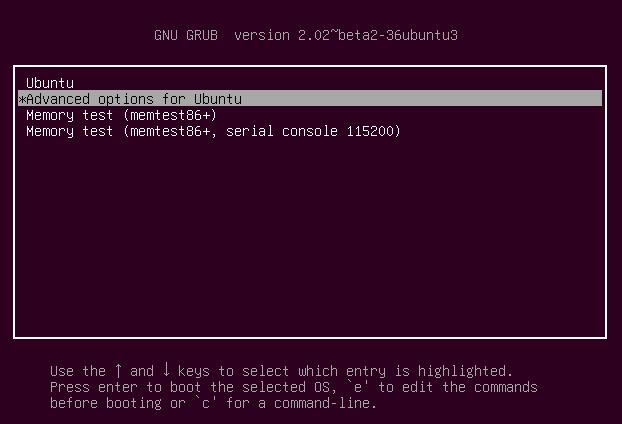 GNU GRUB  version 2.02~beta2-36ubuntu3
Ubuntu
*Advanced options for Ubuntu
Memory test (memtest86+)
Memory test (memtest86+, serial console 115200)
Use the ↑ and ↓ keys to select which entry is highlighted.
Press enter to boot the selected OS, `e' to edit the commands
before booting or `c' for a command-line.